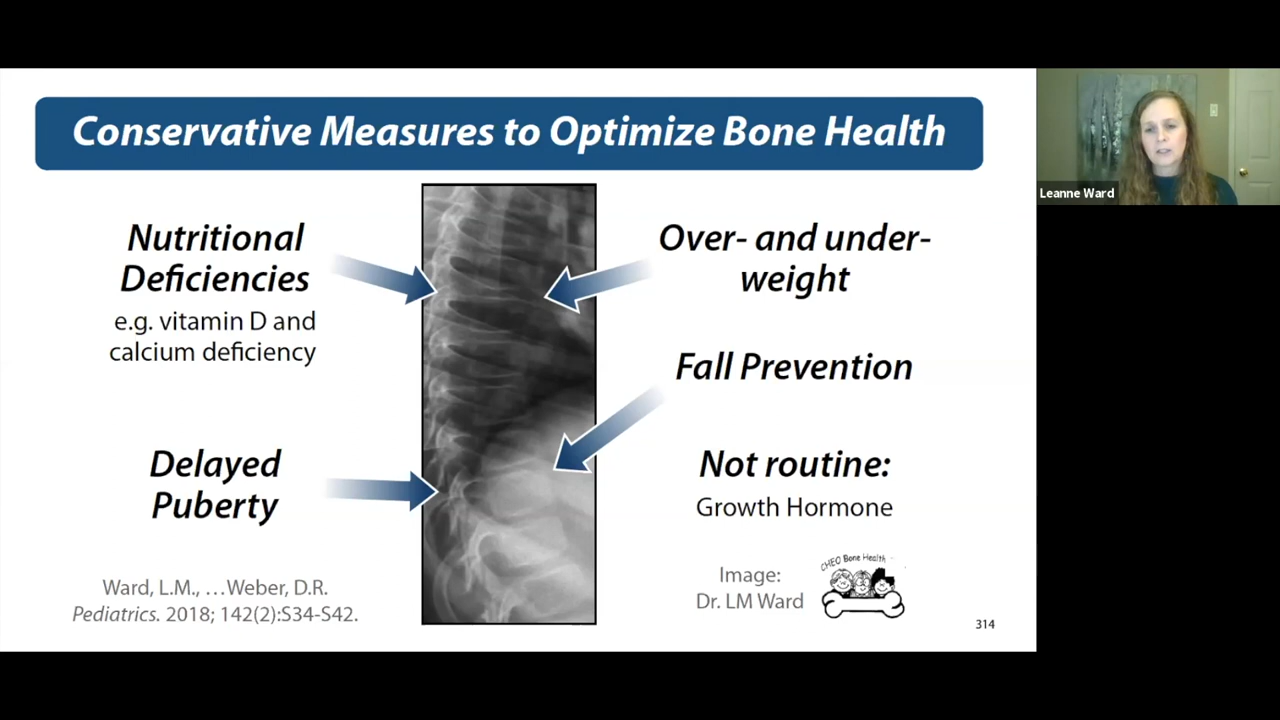 Conservative Measures to Optimize Bone Health
Nutritional
Deficiencies
e.g. vitamin D and
calcium deficiency
Delayed
Puberty
Ward, L.M., …Weber, D.R.
Pediatrics. 2018; 142(2):S34-S42.
Over- and under-
weight
Fall Prevention
Not routine:
Growth Hormone
Image:
Dr. LM Ward
CHEO Bone Health
314
Leanne Ward